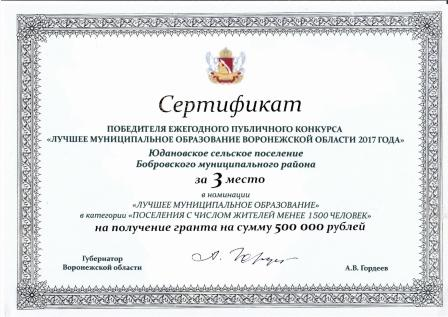 Сертификат
ПОБЕДИТЕЛЯ ЕЖЕГОДНОГО ПУБЛИЧНОГО КОНКУРСА
«ЛУЧШЕЕ МУНИЦИПАЛЬНОЕ ОБРАЗОВАНИЕ ВОРОНЕЖСКОЙ ОБЛАСТИ 2017 ГОДА»
Юдановское сельское поселение
Бобровского муниципального района
за 3 место
в номинации
«ЛУЧШЕЕ МУНИЦИПАЛЬНОЕ ОБРАЗОВАНИЕ»
в категории «ПОСЕЛЕНИЯ С ЧИСЛОМ ЖИТЕЛЕЙ МЕНЕЕ 1 500 ЧЕЛОВЕК»
на получение гранта на сумму 500 000 рублей
Губернатор
Воронежской области
А.В. Гордеев